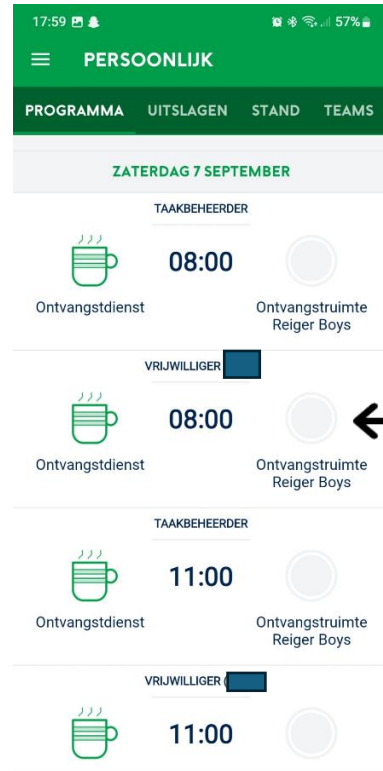 17:59 57%
PERSOONLIJK
PROGRAMMA UITSLAGEN STAND TEAMS
ZATERDAG 7 SEPTEMBER
TAAKBEHEERDER
08:00
Ontvangstdienst Ontvangstruimte
Reiger Boys
VRIJWILLIGER
08:00
Ontvangstdienst Ontvangstruimte
Reiger Boys
TAAKBEHEERDER
11:00
Ontvangstdienst Ontvangstruimte
Reiger Boys
VRIJWILLIGER (
11:00